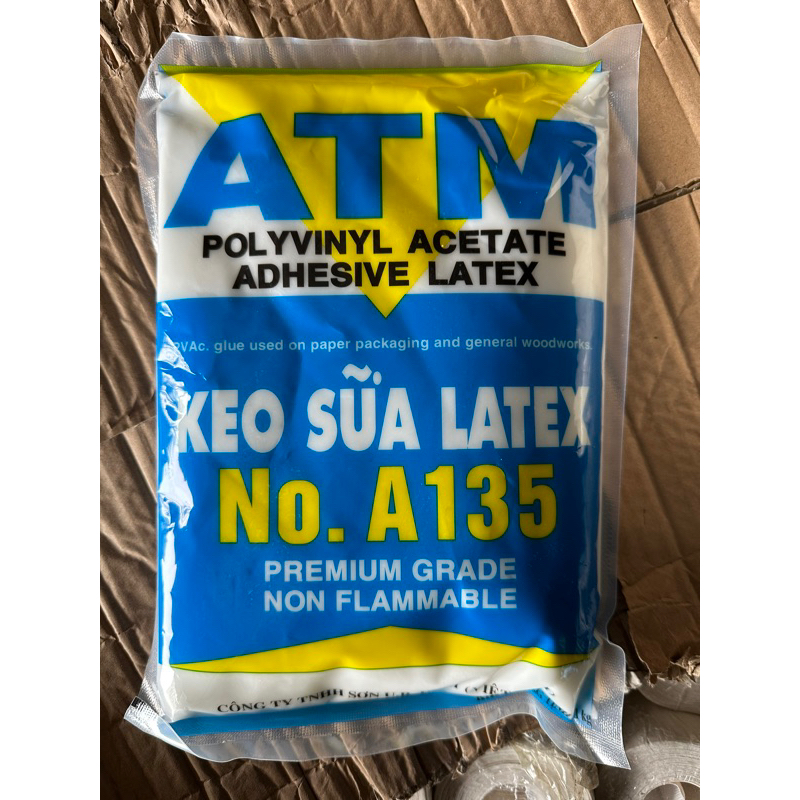 ATM
POLYVINYL ACETATE
ADHESIVE LATEX
PVAc. glue used on paper packaging and general woodworks.
KEO SỮA LATEX
No. A135
PREMIUM GRADE
NON FLAMMABLE
CÔNG TY TNHH SƠN